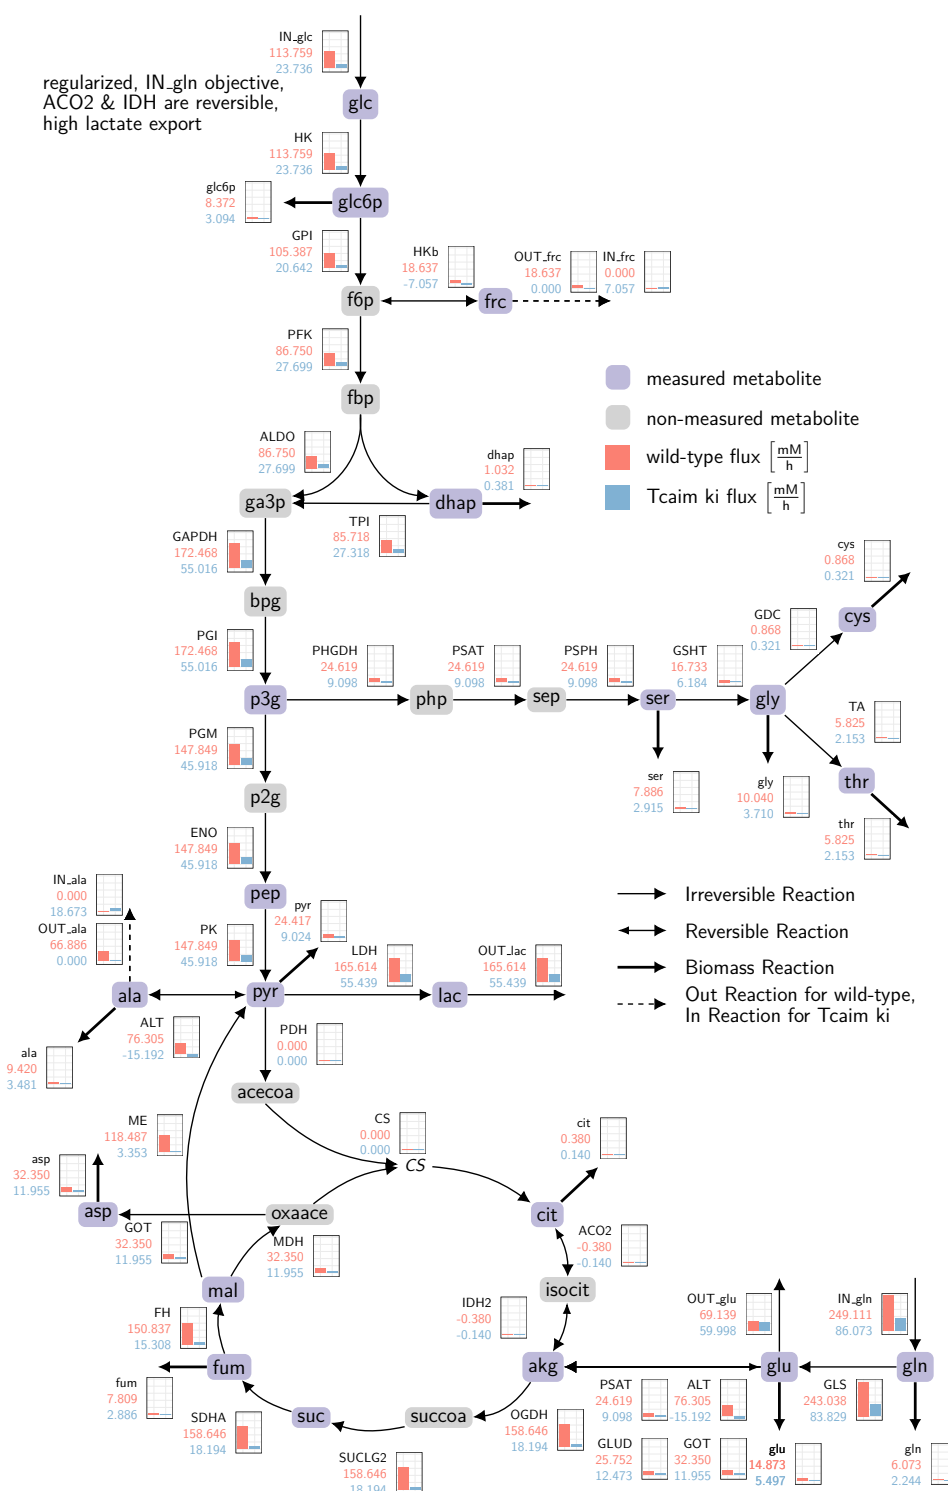 IN_glc
113.759
23.736
regularized, IN_gln objective,
ACO2 & IDH are reversible,
high lactate export
glc
HK
113.759
23.736
glc6p
8.372
3.094
glc6p
GPI
105.387
20.642
HKb
18.637
-7.057
OUT_frc
18.637
0.000
IN_frc
0.000
7.057
f6p
frc
PFK
86.750
27.699
measured metabolite
fbp
non-measured metabolite
ALDO
86.750
27.699
wild-type flux [mM/h]
dhap
1.032
0.381
Tcaim ki flux [mM/h]
ga3p
dhap
TPI
85.718
27.318
GAPDH
172.468
55.016
cys
0.868
0.321
bpg
GDC
0.868
0.321
cys
PGI
172.468
55.016
PHGDH
24.619
9.098
PSAT
24.619
9.098
PSPH
24.619
9.098
GSHT
16.733
6.184
p3g
php
sep
ser
gly
TA
5.825
2.153
PGM
147.849
45.918
ser
7.886
2.915
gly
10.040
3.710
thr
p2g
thr
5.825
2.153
ENO
147.849
45.918
IN_ala
0.000
18.673
pep
Irreversible Reaction
pyr
24.417
9.024
OUT_ala
66.886
0.000
PK
147.849
45.918
Reversible Reaction
LDH
165.614
55.439
OUT_lac
165.614
55.439
Biomass Reaction
ala
pyr
lac
Out Reaction for wild-type,
In Reaction for Tcaim ki
ALT
76.305
-15.192
PDH
0.000
0.000
ala
9.420
3.481
acecoa
ME
118.487
3.353
CS
0.000
0.000
cit
0.380
0.140
asp
32.350
11.955
CS
asp
oxaace
cit
GOT
32.350
11.955
MDH
32.350
11.955
ACO2
-0.380
-0.140
mal
isocit
IDH2
-0.380
-0.140
OUT_glu
69.139
59.998
IN_gln
249.111
86.073
FH
150.837
15.308
fum
akg
glu
gln
fum
7.809
2.886
PSAT
24.619
9.098
ALT
76.305
-15.192
GLS
243.038
83.829
SDHA
158.646
18.194
suc
succoa
OGDH
158.646
18.194
GLUD
25.752
12.473
GOT
32.350
11.955
glu
14.873
5.497
gln
6.073
2.244
SUCLG2
158.646
18.194